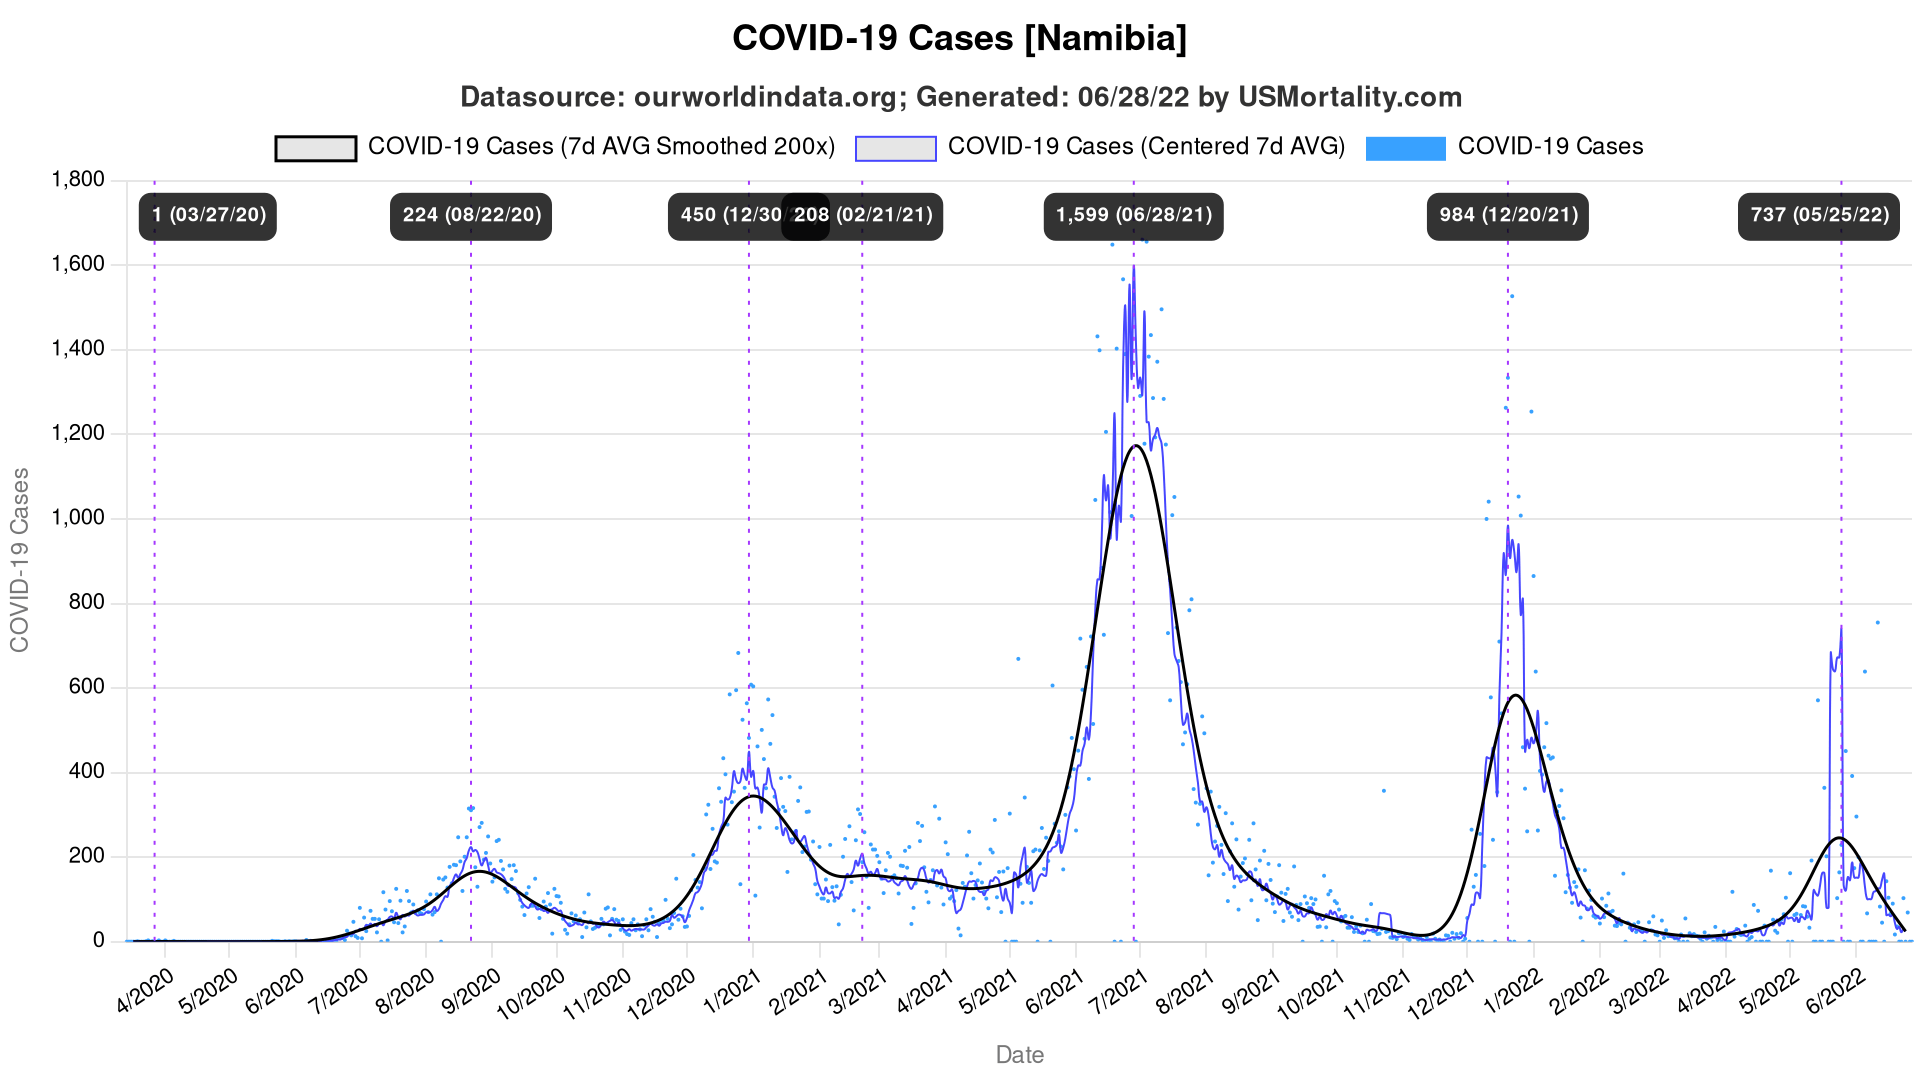 COVID-19 Cases [Namibia]
Datasource: ourworldindata.org; Generated: 06/28/22 by USMortality.com
COVID-19 Cases (7d AVG Smoothed 200x) COVID-19 Cases (Centered 7d AVG) COVID-19 Cases
1 (03/27/20) 224 (08/22/20) 450 (12/30/ 208 (02/21/21) 1,599 (06/28/21) 984 (12/20/21) 737 (05/25/22)
1,800
1,600
1,400
1,200
1,000
800
600
400
200
0
COVID-19 Cases
4/2020 5/2020 6/2020 7/2020 8/2020 9/2020 10/2020 11/2020 12/2020 1/2021 2/2021 3/2021 4/2021 5/2021 6/2021 7/2021 8/2021 9/2021 10/2021 11/2021 12/2021 1/2022 2/2022 3/2022 4/2022 5/2022 6/2022
Date